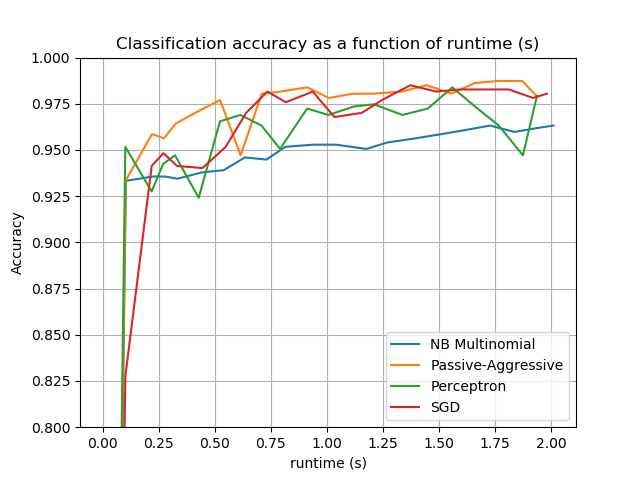 Classification accuracy as a function of runtime (s)
1.000
0.975
0.950
0.925
0.900
0.875
0.850
0.825
0.800
Accuracy
NB Multinomial
Passive-Aggressive
Perceptron
SGD
0.00 0.25 0.50 0.75 1.00 1.25 1.50 1.75 2.00
runtime (s)